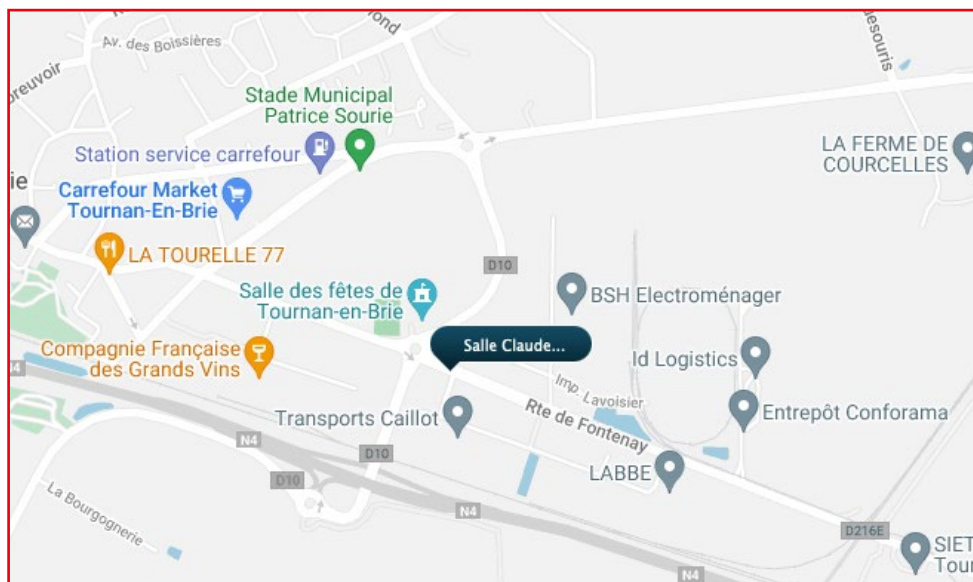 Av. des Boissières
Stade Municipal
Patrice Sourie
Station service carrefour
LA FERME DE
COURCELLES
ie
Carrefour Market
Tournan-En-Brie
LA TOURELLE 77
D10
Salle des fêtes de
Tournan-en-Brie
BSH Electroménager
Salle Claude...
Compagnie Française
des Grands Vins
Id Logistics
Imp. Lavoisier
Transports Caillot
Entrepôt Conforama
Rte de Fontenay
N4
D10
D10
LABBE
La Bourgognerie
N4
D216E
SIET
Tour
N4